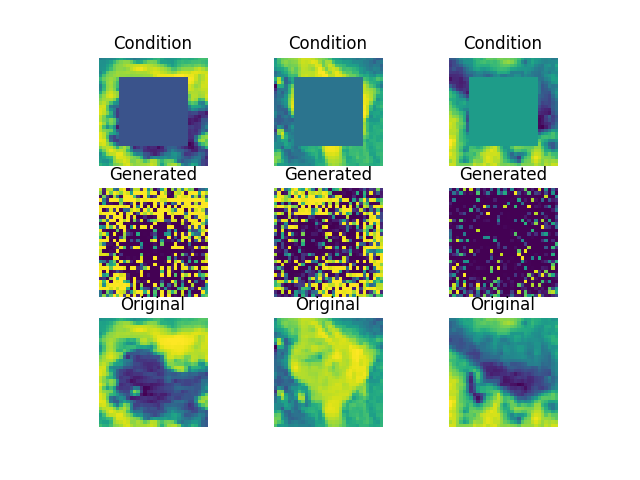 Condition Condition Condition
Generated Generated Generated
Original Original Original